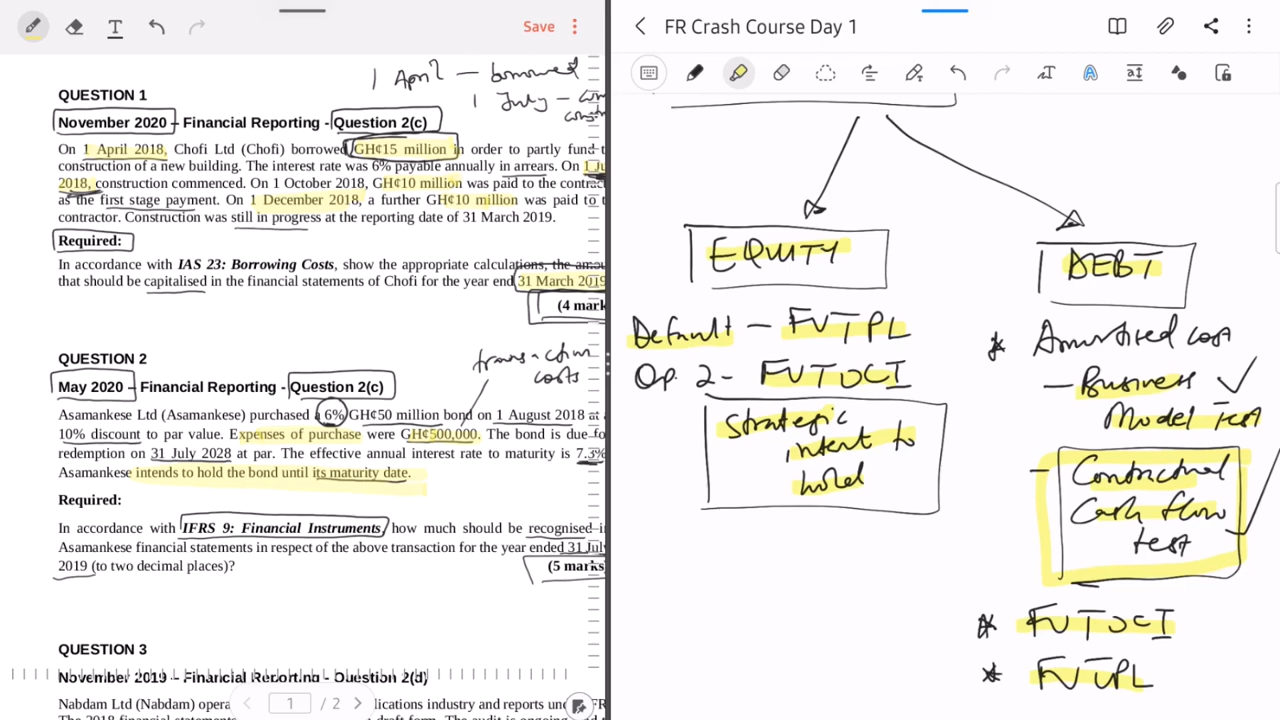 Save
1 April — borrowed
1 July —
QUESTION 1
November 2020 – Financial Reporting - Question 2(c)
On 1 April 2018, Chofi Ltd (Chofi) borrowed GH¢15 million in order to partly fund
construction of a new building. The interest rate was 6% payable annually in arrears. On 1
2018, construction commenced. On 1 October 2018, GH¢10 million was paid to the
as the first stage payment. On 1 December 2018, a further GH¢10 million was paid to
contractor. Construction was still in progress at the reporting date of 31 March 2019.
Required:
In accordance with IAS 23: Borrowing Costs, show the appropriate calculations, the
that should be capitalised in the financial statements of Chofi for the year end 31 March 2019
(4
QUESTION 2
transaction
costs
May 2020 – Financial Reporting - Question 2(c)
Asamankese Ltd (Asamankese) purchased a 6% GH¢50 million bond on 1 August 2018 at
10% discount to par value. Expenses of purchase were GH¢500,000. The bond is due
redemption on 31 July 2028 at par. The effective annual interest rate to maturity is 7.3%
Asamankese intends to hold the bond until its maturity date.
Required:
In accordance with IFRS 9: Financial Instruments, how much should be recognised
Asamankese financial statements in respect of the above transaction for the year ended 31 July
2019 (to two decimal places)?
(5 marks
QUESTION 3
November 2019 – Financial Reporting - Question 2(d)
Nabdam Ltd (Nabdam) opera lications industry and reports
1 / 2
FR Crash Course Day 1
EQUITY
Default — FVTPL
Op. 2 - FVTOCI
Strategic
intent to
hold
DEBT
* Amortised cost
— Business ✓
Model Test
— Contractual
Cash flow
test
* FVTOCI
* FVTPL